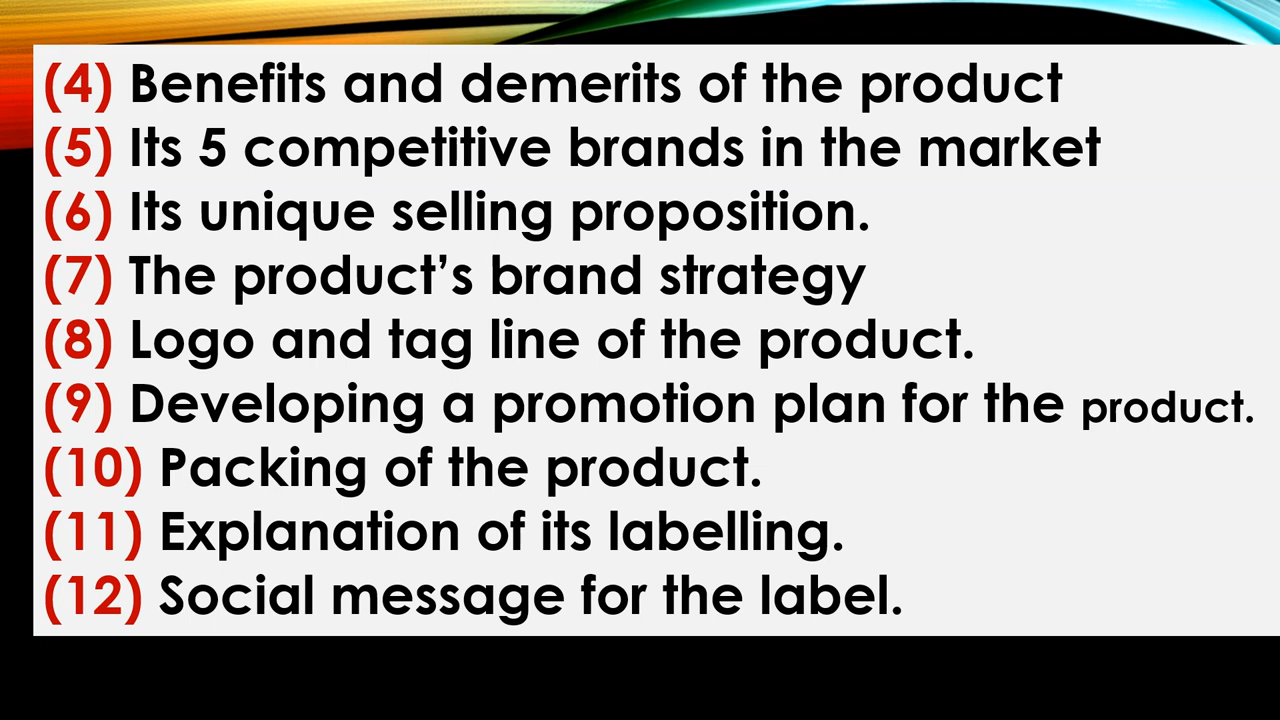 (4) Benefits and demerits of the product
(5) Its 5 competitive brands in the market
(6) Its unique selling proposition.
(7) The product’s brand strategy
(8) Logo and tag line of the product.
(9) Developing a promotion plan for the product.
(10) Packing of the product.
(11) Explanation of its labelling.
(12) Social message for the label.